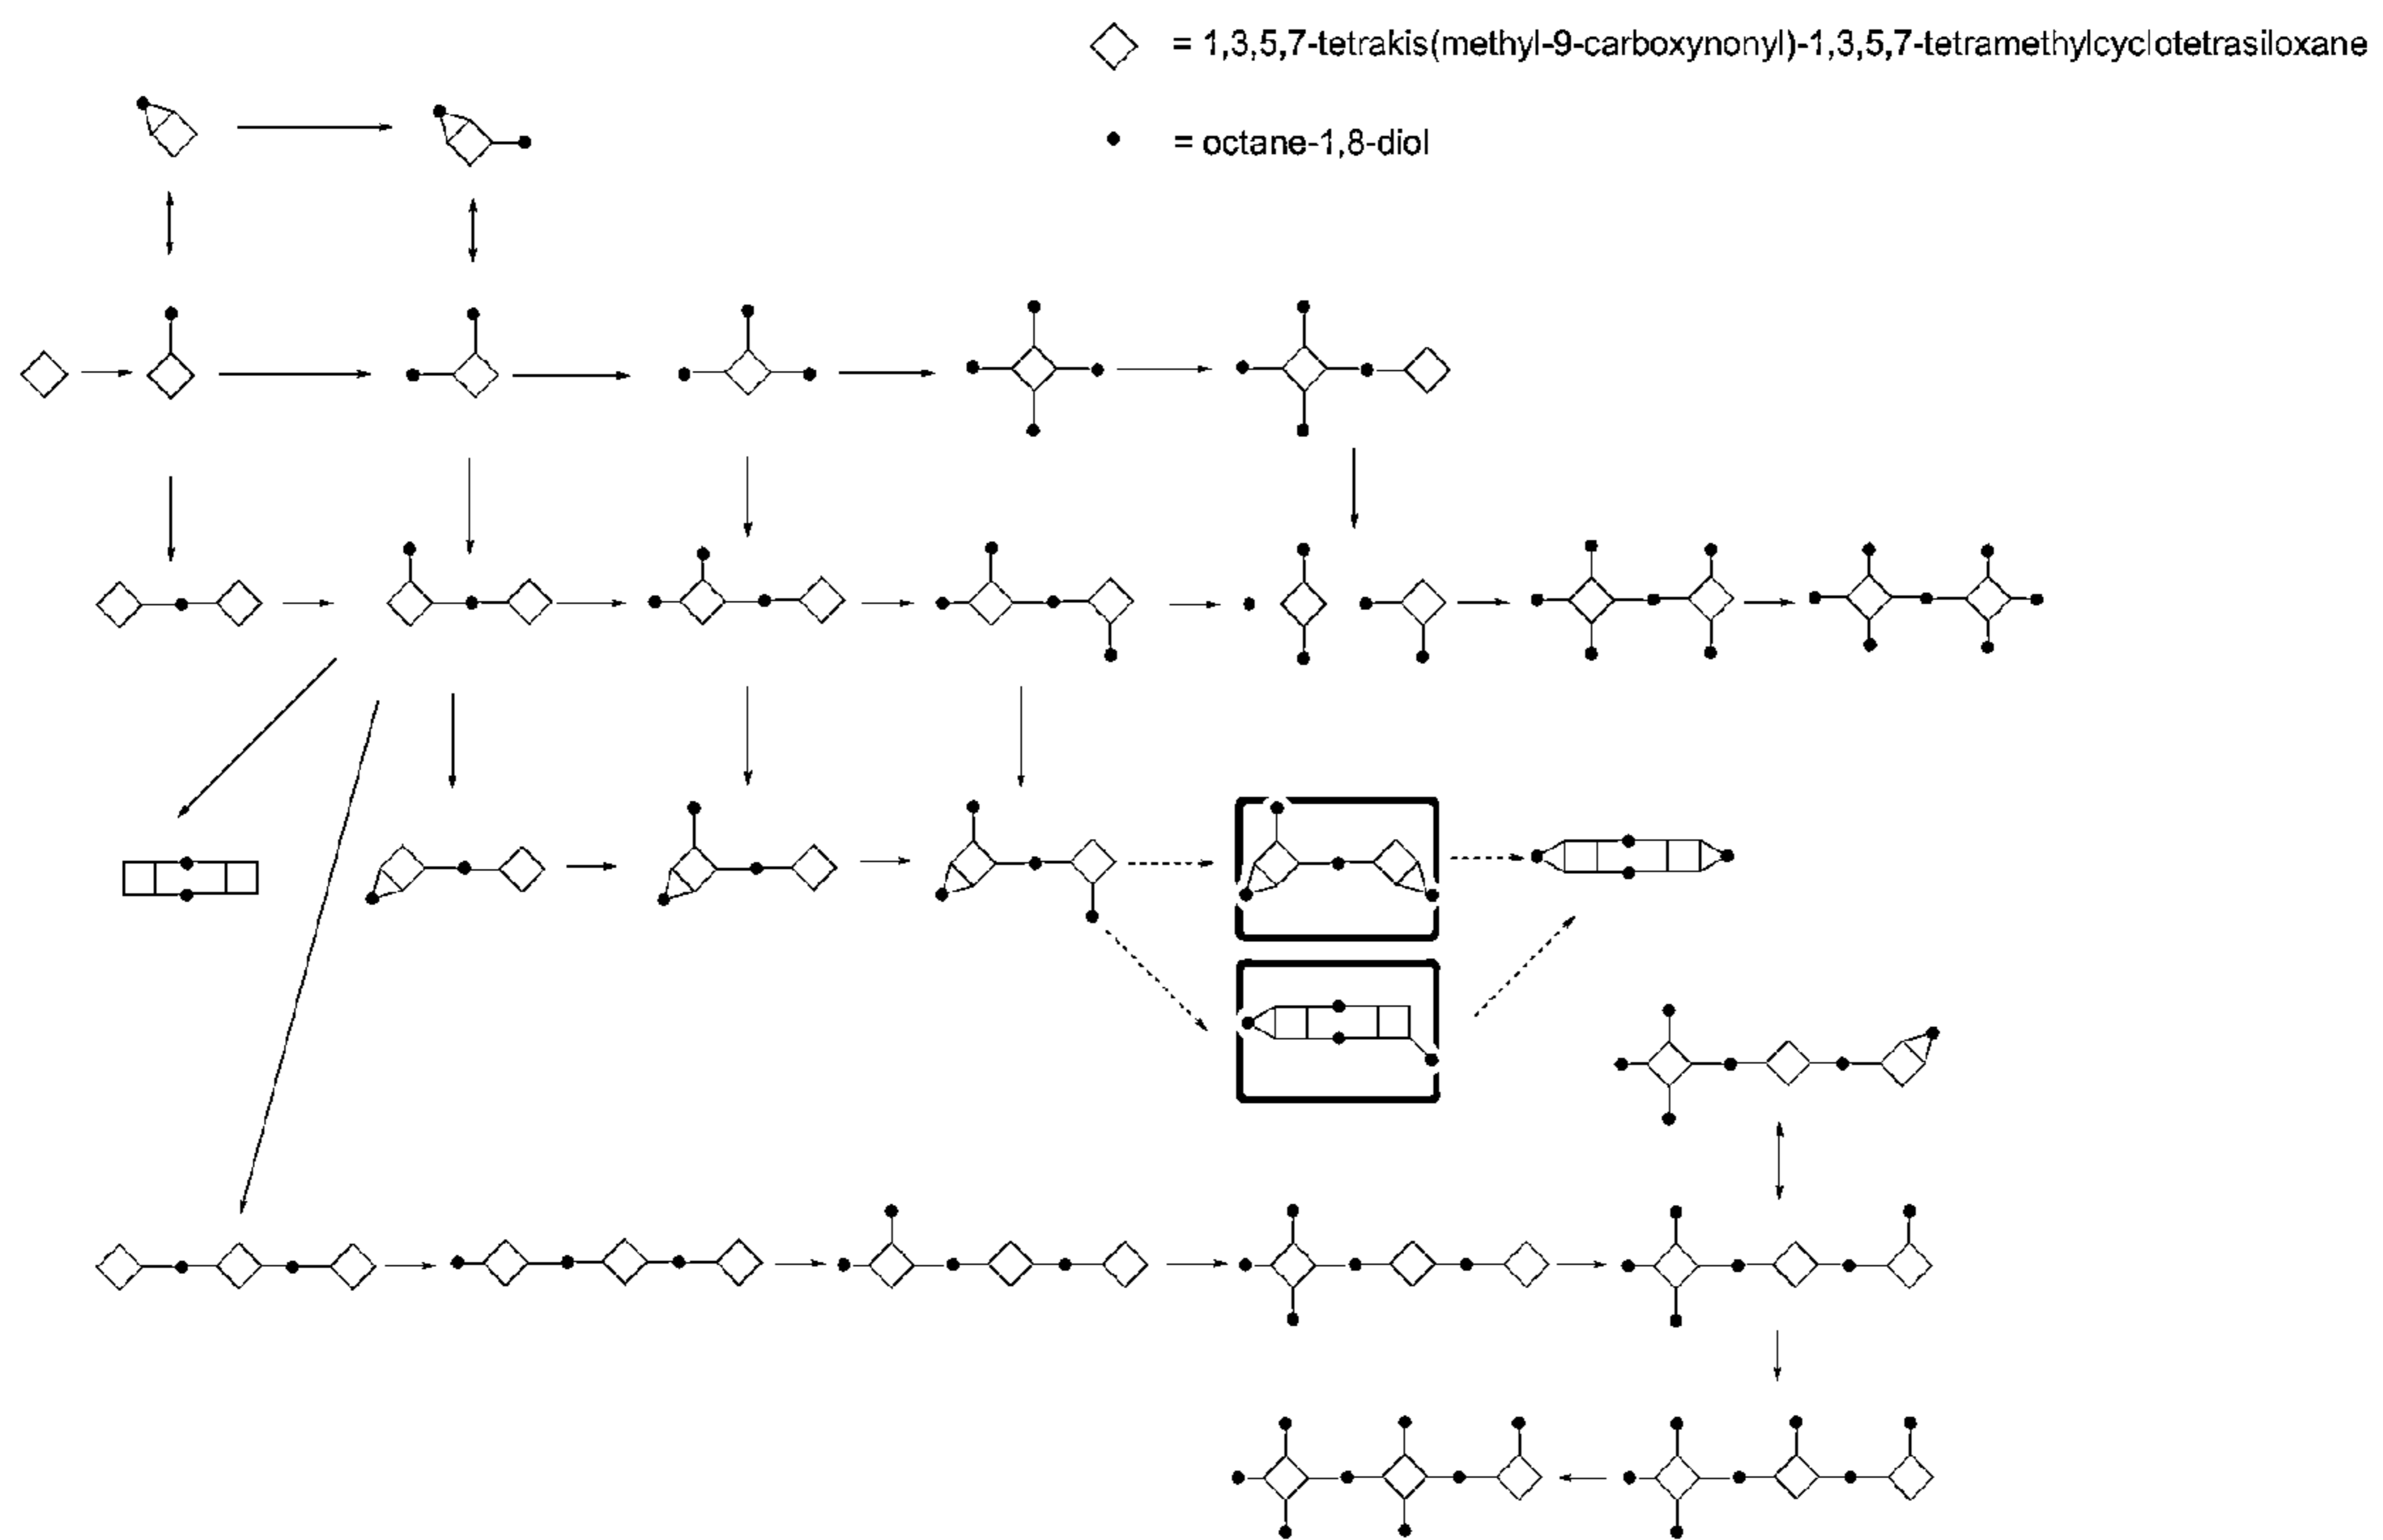 = 1,3,5,7-tetrakis(methyl-9-carboxynonyl)-1,3,5,7-tetramethylcyclotetrasiloxane
= octane-1,8-diol